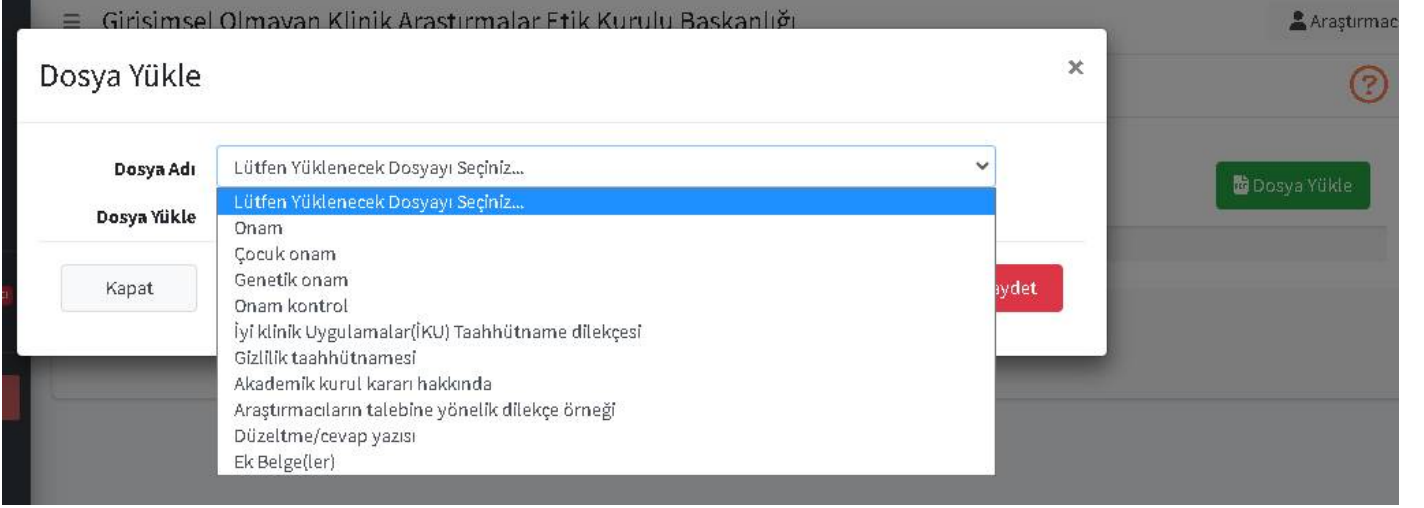 Girisimsel Olmayan Klinik Arastırmalar Etik Kurulu Baskanlığı
Araştırmac
Dosya Yükle
×
Dosya Adı
Lütfen Yüklenecek Dosyayı Seçiniz...
Dosya Yükle
Dosya Yükle
Lütfen Yüklenecek Dosyayı Seçiniz...
Onam
Çocuk onam
Genetik onam
Onam kontrol
İyi klinik Uygulamalar(İKU) Taahhütname dilekçesi
Gizlilik taahhütnamesi
Akademik kurul kararı hakkında
Araştırmacıların talebine yönelik dilekçe örneği
Düzeltme/cevap yazısı
Ek Belge(ler)
Kapat
aydet